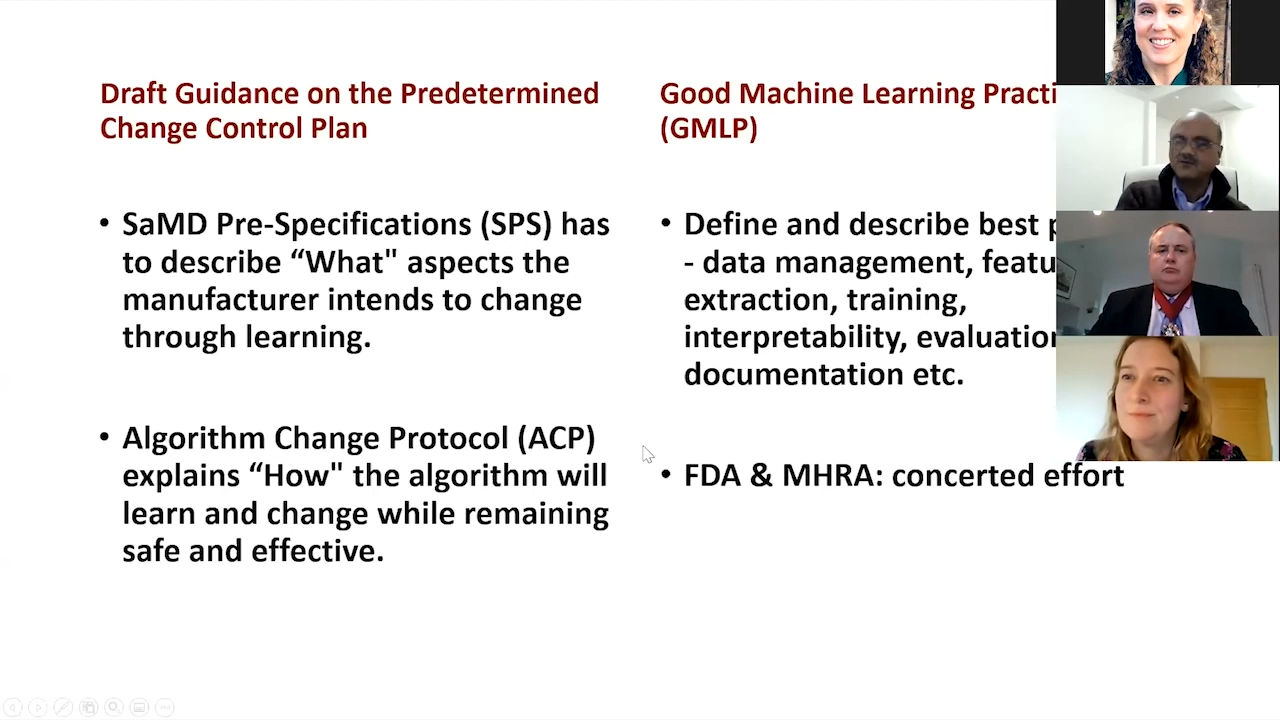 Draft Guidance on the Predetermined
Change Control Plan
• SaMD Pre-Specifications (SPS) has
to describe “What" aspects the
manufacturer intends to change
through learning.
• Algorithm Change Protocol (ACP)
explains “How" the algorithm will
learn and change while remaining
safe and effective.
Good Machine Learning
(GMLP)
• Define and describe best
- data management,
extraction, training,
interpretability,
documentation etc.
• FDA & MHRA: concerted effort